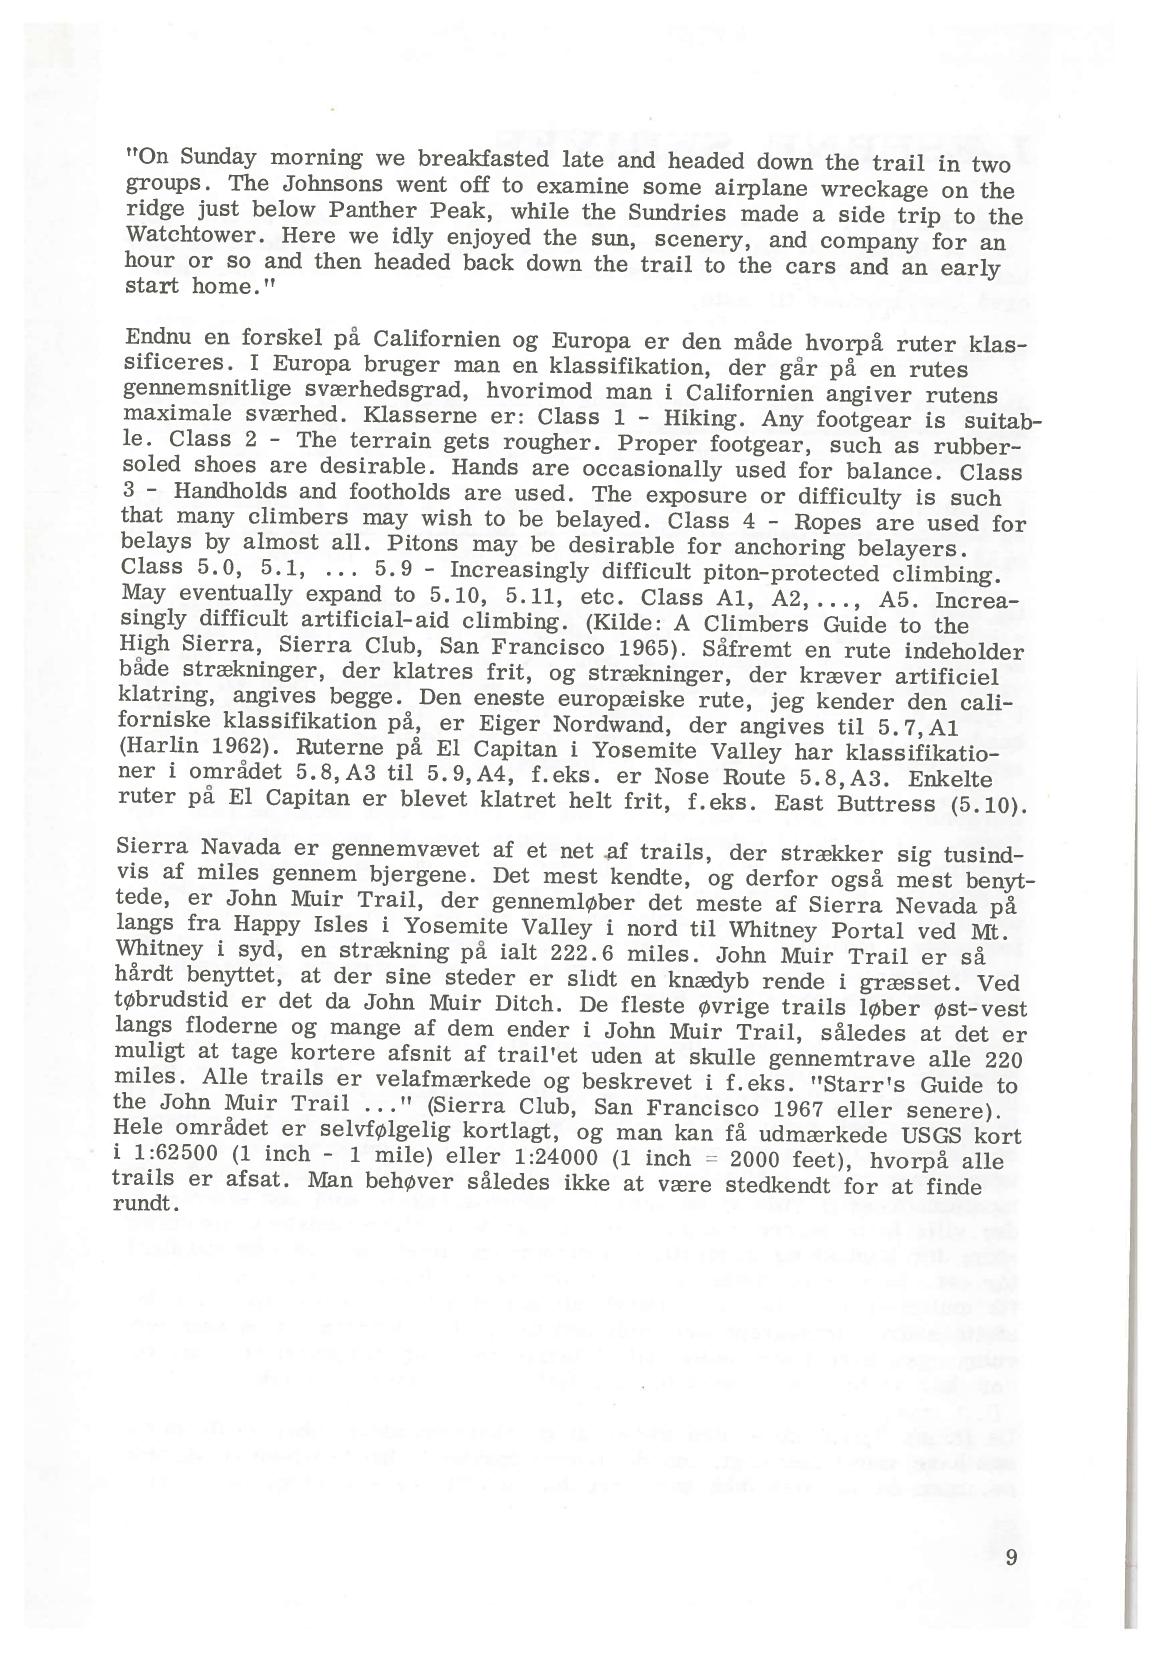 "On Sunday morning we breakfasted late and headed down the trail in two
groups. The Johnsons went off to examine some airplane wreckage on the
ridge just below Panther Peak, while the Sundries made a side trip to the
Watchtower. Here we idly enjoyed the sun, scenery, and company for an
hour or so and then headed back down the trail to the cars and an early
start home."
Endnu en forskel på Californien og Europa er den måde hvorpå ruter klas-
sificeres. I Europa bruger man en klassifikation, der går på en rutes
gennemsnitlige sværhedsgrad, hvorimod man i Californien angiver rutens
maximale sværhed. Klasserne er: Class 1 - Hiking. Any footgear is suitab-
le. Class 2 - The terrain gets rougher. Proper footgear, such as rubber-
soled shoes are desirable. Hands are occasionally used for balance. Class
3 - Handholds and footholds are used. The exposure or difficulty is such
that many climbers may wish to be belayed. Class 4 - Ropes are used for
belays by almost all. Pitons may be desirable for anchoring belayers.
Class 5.0, 5.1, ... 5.9 - Increasingly difficult piton-protected climbing.
May eventually expand to 5.10, 5.11, etc. Class A1, A2,..., A5. Increa-
singly difficult artificial-aid climbing. (Kilde: A Climbers Guide to the
High Sierra, Sierra Club, San Francisco 1965). Såfremt en rute indeholder
både strækninger, der klatres frit, og strækninger, der kræver artificiel
klatring, angives begge. Den eneste europæiske rute, jeg kender den cali-
forniske klassifikation på, er Eiger Nordwand, der angives til 5.7,A1
(Harlin 1962). Ruterne på El Capitan i Yosemite Valley har klassifikatio-
ner i området 5.8,A3 til 5.9,A4, f.eks. er Nose Route 5.8,A3. Enkelte
ruter på El Capitan er blevet klatret helt frit, f.eks. East Buttress (5.10).
Sierra Navada er gennemvævet af et net af trails, der strækker sig tusind-
vis af miles gennem bjergene. Det mest kendte, og derfor også mest benyt-
tede, er John Muir Trail, der gennemløber det meste af Sierra Nevada på
langs fra Happy Isles i Yosemite Valley i nord til Whitney Portal ved Mt.
Whitney i syd, en strækning på ialt 222.6 miles. John Muir Trail er så
hårdt benyttet, at der sine steder er slidt en knædyb rende i græsset. Ved
tøbrudstid er det da John Muir Ditch. De fleste øvrige trails løber øst-vest
langs floderne og mange af dem ender i John Muir Trail, således at det er
muligt at tage kortere afsnit af trail'et uden at skulle gennemtrave alle 220
miles. Alle trails er velafmærkede og beskrevet i f.eks. "Starr's Guide to
the John Muir Trail ..." (Sierra Club, San Francisco 1967 eller senere).
Hele området er selvfølgelig kortlagt, og man kan få udmærkede USGS kort
i 1:62500 (1 inch - 1 mile) eller 1:24000 (1 inch = 2000 feet), hvorpå alle
trails er afsat. Man behøver således ikke at være stedkendt for at finde
rundt.
9